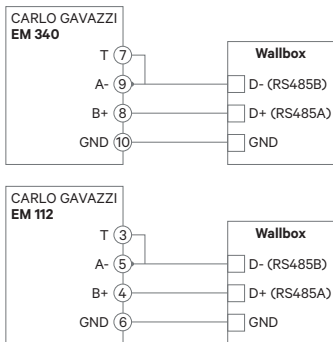 CARLO GAVAZZI
EM 340
T 7
A- 9
B+ 8
GND 10
Wallbox
D- (RS485B)
D+ (RS485A)
GND
CARLO GAVAZZI
EM 112
T 3
A- 5
B+ 4
GND 6
Wallbox
D- (RS485B)
D+ (RS485A)
GND